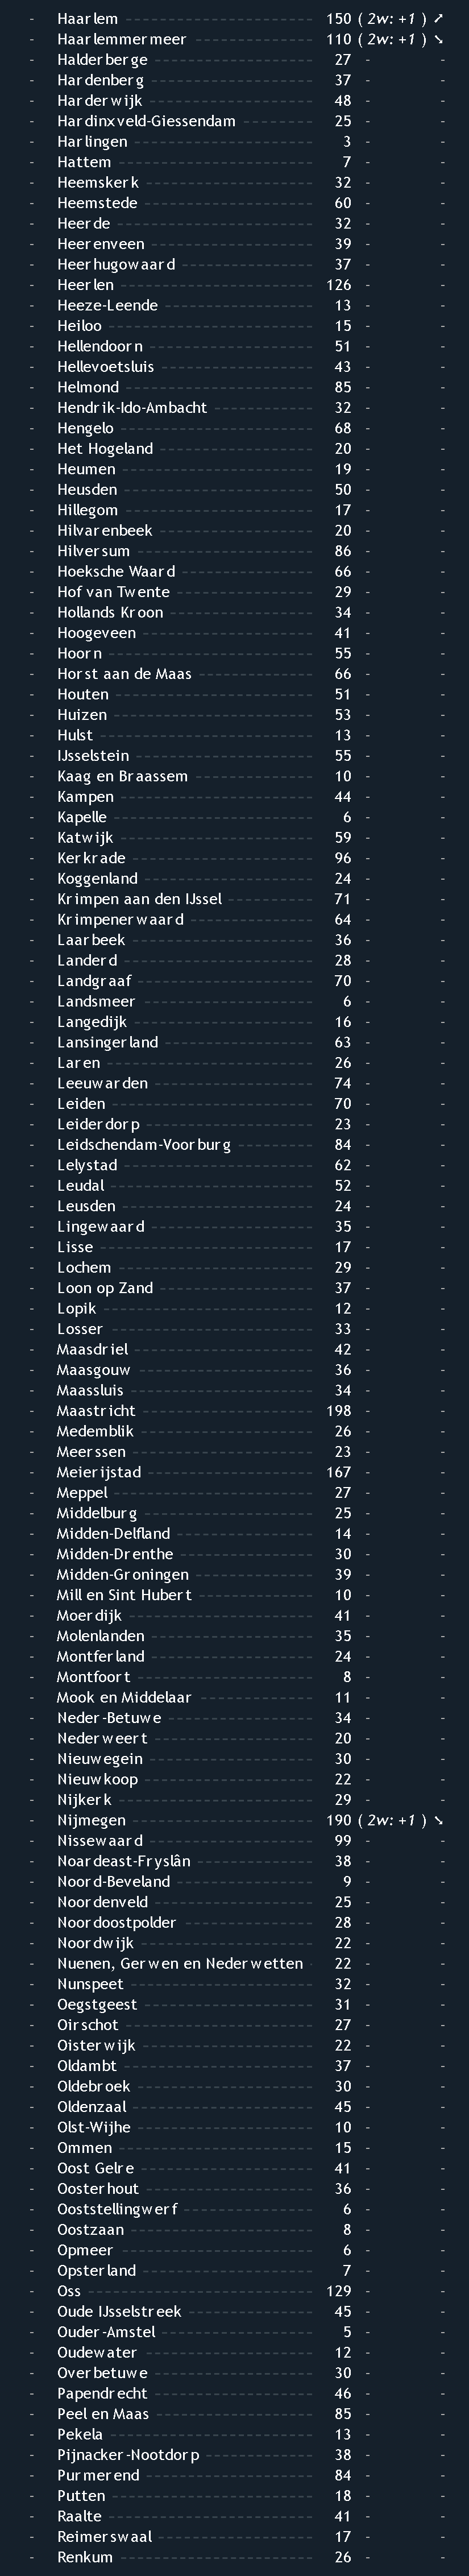 - Haarlem 150 ( 2w: +1 ) ➚
- Haarlemmermeer 110 ( 2w: +1 ) ➘
- Halderberge 27 - -
- Hardenberg 37 - -
- Harderwijk 48 - -
- Hardinxveld-Giessendam 25 - -
- Harlingen 3 - -
- Hattem 7 - -
- Heemskerk 32 - -
- Heemstede 60 - -
- Heerde 32 - -
- Heerenveen 39 - -
- Heerhugowaard 37 - -
- Heerlen 126 - -
- Heeze-Leende 13 - -
- Heiloo 15 - -
- Hellendoorn 51 - -
- Hellevoetsluis 43 - -
- Helmond 85 - -
- Hendrik-Ido-Ambacht 32 - -
- Hengelo 68 - -
- Het Hogeland 20 - -
- Heumen 19 - -
- Heusden 50 - -
- Hillegom 17 - -
- Hilvarenbeek 20 - -
- Hilversum 86 - -
- Hoeksche Waard 66 - -
- Hof van Twente 29 - -
- Hollands Kroon 34 - -
- Hoogeveen 41 - -
- Hoorn 55 - -
- Horst aan de Maas 66 - -
- Houten 51 - -
- Huizen 53 - -
- Hulst 13 - -
- IJsselstein 55 - -
- Kaag en Braassem 10 - -
- Kampen 44 - -
- Kapelle 6 - -
- Katwijk 59 - -
- Kerkrade 96 - -
- Koggenland 24 - -
- Krimpen aan den IJssel 71 - -
- Krimpenerwaard 64 - -
- Laarbeek 36 - -
- Landerd 28 - -
- Landgraaf 70 - -
- Landsmeer 6 - -
- Langedijk 16 - -
- Lansingerland 63 - -
- Laren 26 - -
- Leeuwarden 74 - -
- Leiden 70 - -
- Leiderdorp 23 - -
- Leidschendam-Voorburg 84 - -
- Lelystad 62 - -
- Leudal 52 - -
- Leusden 24 - -
- Lingewaard 35 - -
- Lisse 17 - -
- Lochem 29 - -
- Loon op Zand 37 - -
- Lopik 12 - -
- Losser 33 - -
- Maasdriel 42 - -
- Maasgouw 36 - -
- Maassluis 34 - -
- Maastricht 198 - -
- Medemblik 26 - -
- Meerssen 23 - -
- Meierijstad 167 - -
- Meppel 27 - -
- Middelburg 25 - -
- Midden-Delfland 14 - -
- Midden-Drenthe 30 - -
- Midden-Groningen 39 - -
- Mill en Sint Hubert 10 - -
- Moerdijk 41 - -
- Molenlanden 35 - -
- Montferland 24 - -
- Montfoort 8 - -
- Mook en Middelaar 11 - -
- Neder-Betuwe 34 - -
- Nederweert 20 - -
- Nieuwegein 30 - -
- Nieuwkoop 22 - -
- Nijkerk 29 - -
- Nijmegen 190 ( 2w: +1 ) ➘
- Nissewaard 99 - -
- Noardeast-Fryslân 38 - -
- Noord-Beveland 9 - -
- Noordenveld 25 - -
- Noordoostpolder 28 - -
- Noordwijk 22 - -
- Nuenen, Gerwen en Nederwetten 22 - -
- Nunspeet 32 - -
- Oegstgeest 31 - -
- Oirschot 27 - -
- Oisterwijk 22 - -
- Oldambt 37 - -
- Oldebroek 30 - -
- Oldenzaal 45 - -
- Olst-Wijhe 10 - -
- Ommen 15 - -
- Oost Gelre 41 - -
- Oosterhout 36 - -
- Ooststellingwerf 6 - -
- Oostzaan 8 - -
- Opmeer 6 - -
- Opsterland 7 - -
- Oss 129 - -
- Oude IJsselstreek 45 - -
- Ouder-Amstel 5 - -
- Oudewater 12 - -
- Overbetuwe 30 - -
- Papendrecht 46 - -
- Peel en Maas 85 - -
- Pekela 13 - -
- Pijnacker-Nootdorp 38 - -
- Purmerend 84 - -
- Putten 18 - -
- Raalte 41 - -
- Reimerswaal 17 - -
- Renkum 26 - -